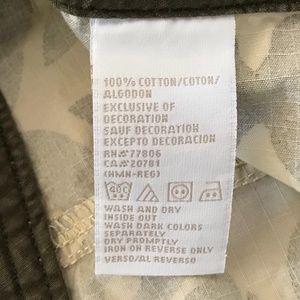 100% COTTON/COTON/
ALGODON
EXCLUSIVE OF
DECORATION
SAUF DECORATION
EXCEPTO DECORACION
RN# 77806
CA# 20781
(HMN-REG)
WASH AND DRY
INSIDE OUT
WASH DARK COLORS
SEPARATELY
DRY PROMPTLY
IRON ON REVERSE ONLY
VERSO/AL REVERSO